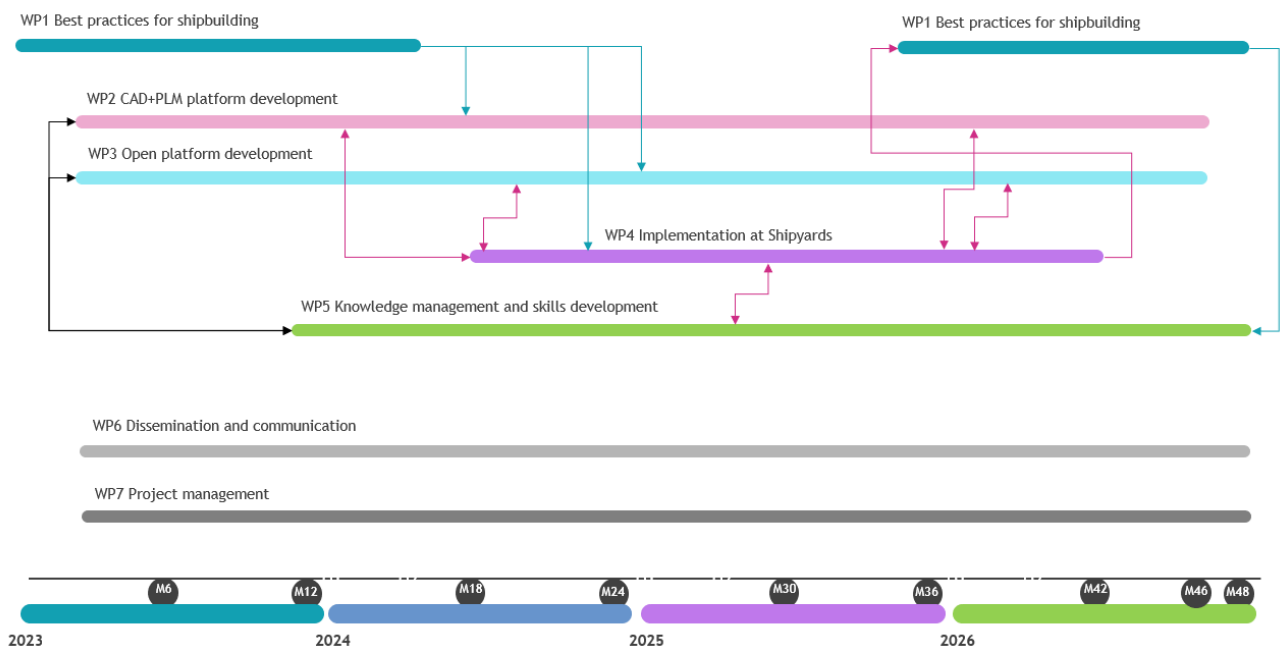 WP1 Best practices for shipbuilding
WP1 Best practices for shipbuilding
WP2 CAD+PLM platform development
WP3 Open platform development
WP4 Implementation at Shipyards
WP5 Knowledge management and skills development
WP6 Dissemination and communication
WP7 Project management
M6
M12
M18
M24
M30
M36
M42
M46
M48
2023
2024
2025
2026